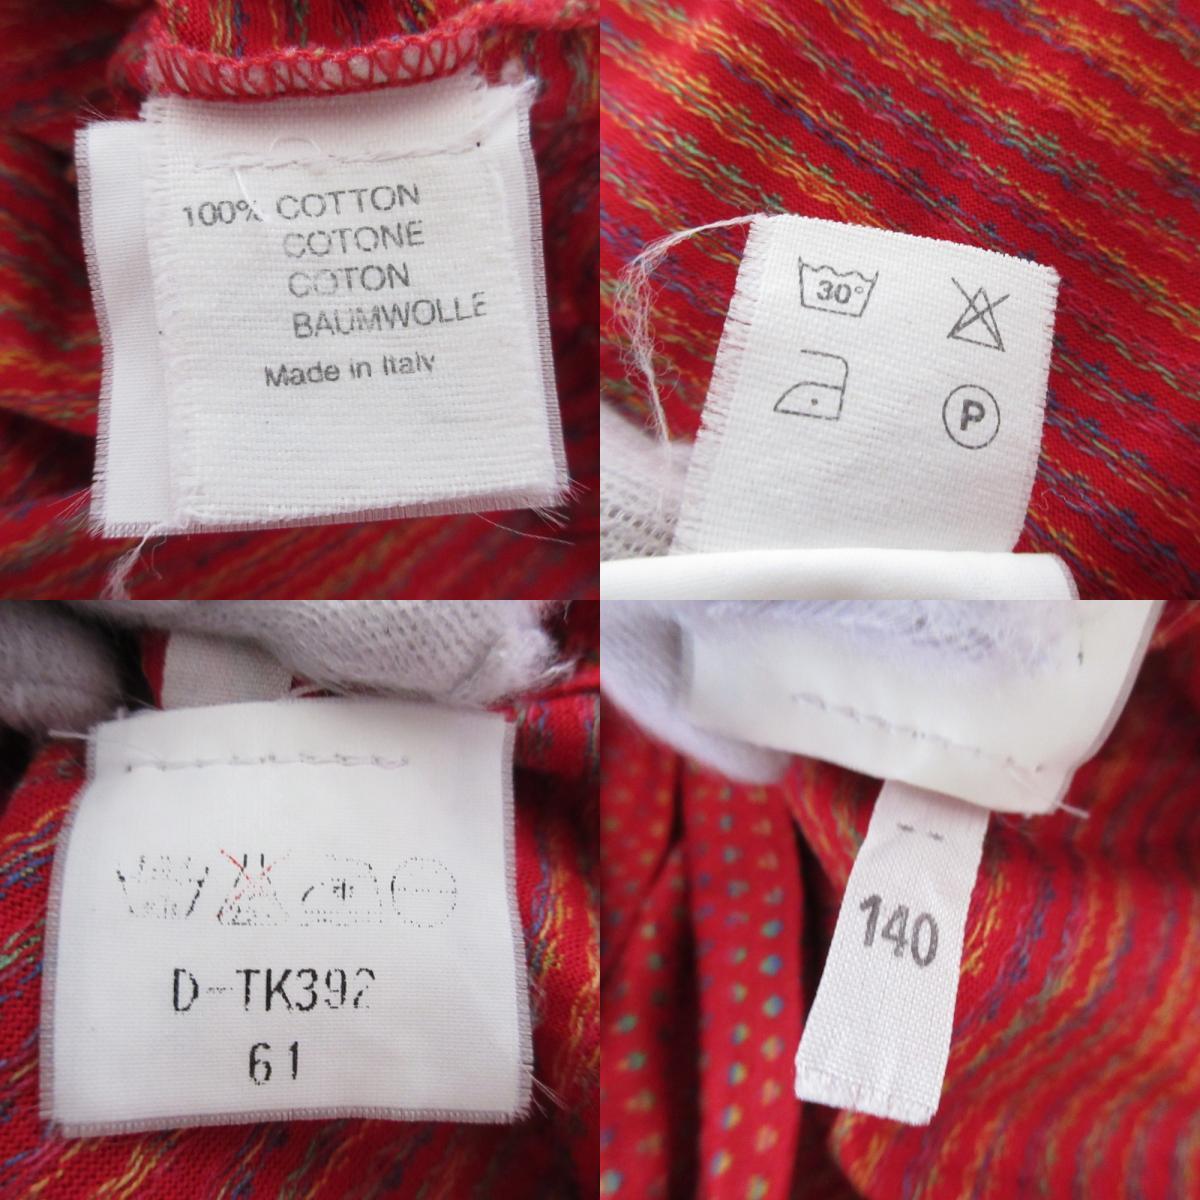 100% COTTON
COTONE
COTON
BAUMWOLLE
Made in Italy
30°
P
D-TK392
61
140